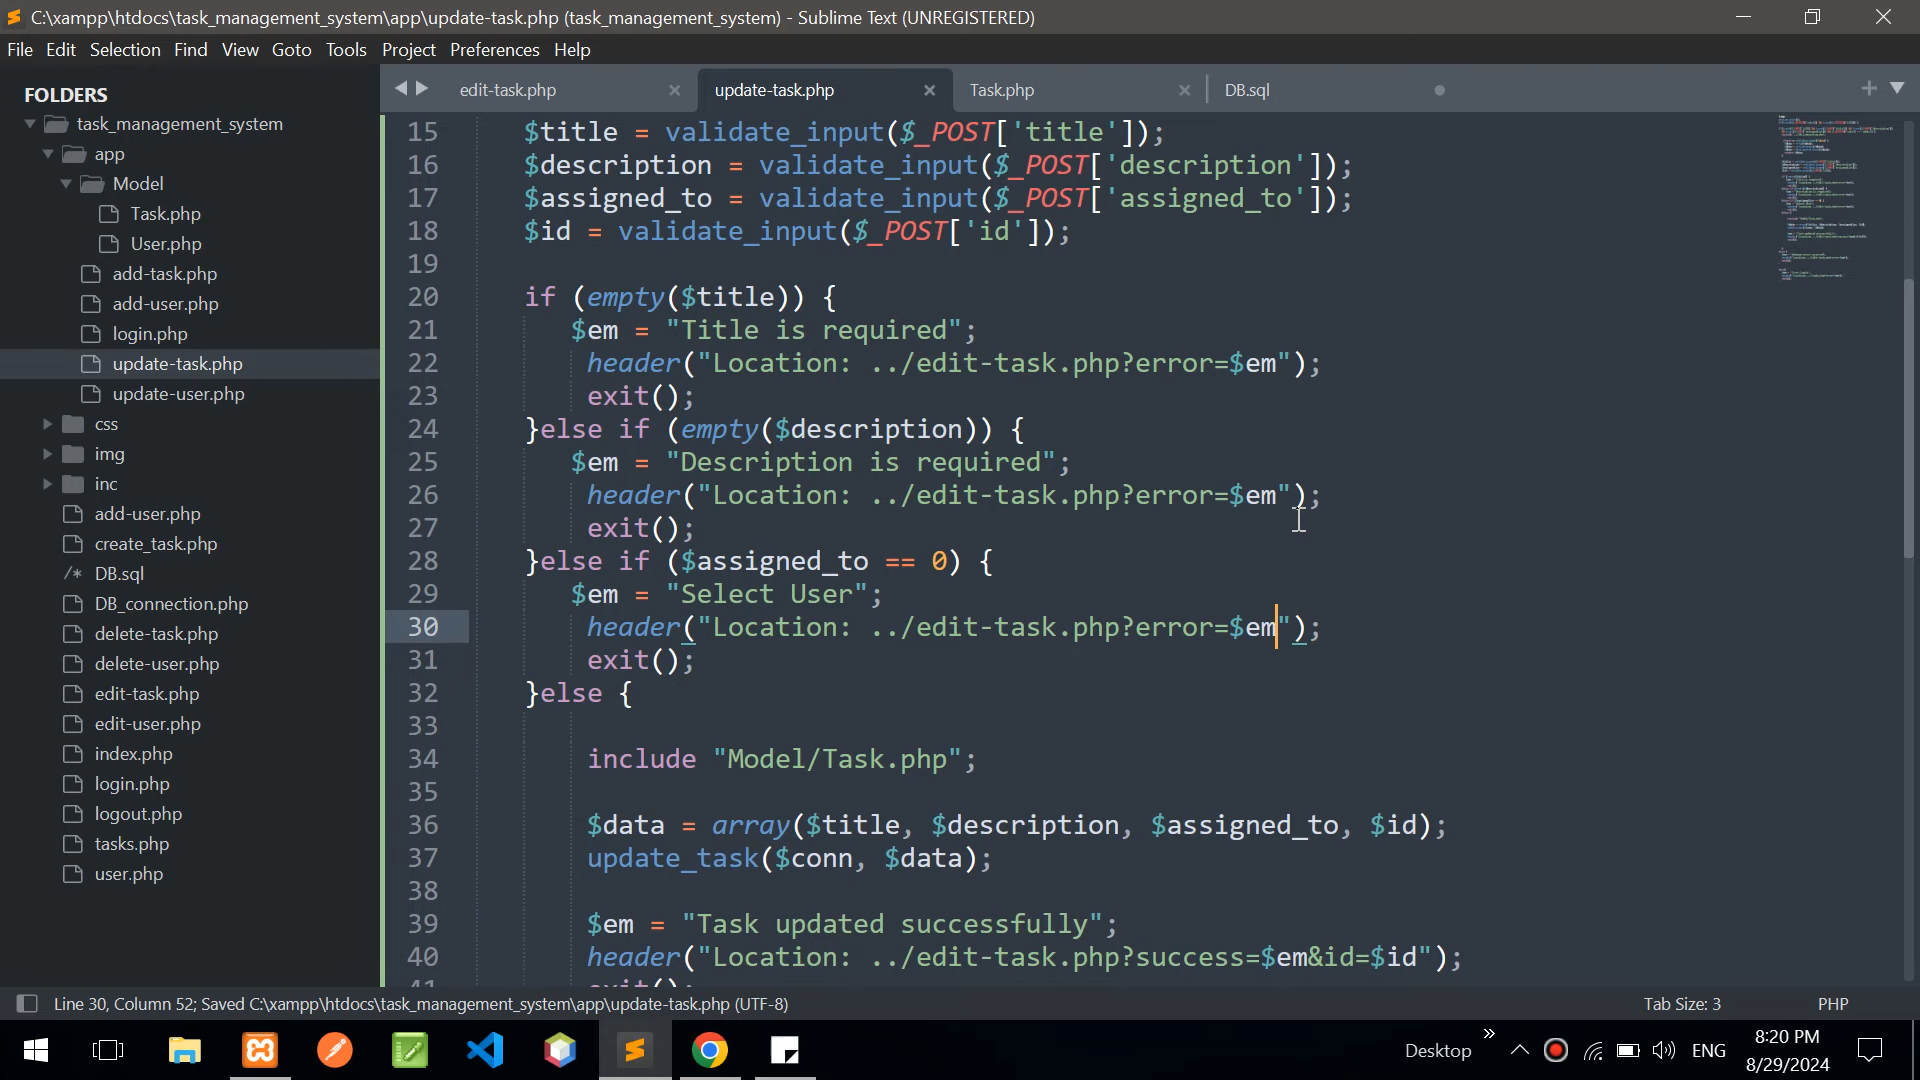 C:\xampp\htdocs\task_management_system\app\update-task.php (task_management_system) - Sublime Text (UNREGISTERED)
File Edit Selection Find View Goto Tools Project Preferences Help
FOLDERS
task_management_system
app
Model
Task.php
User.php
add-task.php
add-user.php
login.php
update-task.php
update-user.php
css
img
inc
add-user.php
create_task.php
DB.sql
DB_connection.php
delete-task.php
delete-user.php
edit-task.php
edit-user.php
index.php
login.php
logout.php
tasks.php
user.php
edit-task.php update-task.php Task.php DB.sql
15 $title = validate_input($_POST['title']);
16 $description = validate_input($_POST['description']);
17 $assigned_to = validate_input($_POST['assigned_to']);
18 $id = validate_input($_POST['id']);
19
20 if (empty($title)) {
21 $em = "Title is required";
22 header("Location: ../edit-task.php?error=$em");
23 exit();
24 }else if (empty($description)) {
25 $em = "Description is required";
26 header("Location: ../edit-task.php?error=$em");
27 exit();
28 }else if ($assigned_to == 0) {
29 $em = "Select User";
30 header("Location: ../edit-task.php?error=$em");
31 exit();
32 }else {
33
34 include "Model/Task.php";
35
36 $data = array($title, $description, $assigned_to, $id);
37 update_task($conn, $data);
38
39 $em = "Task updated successfully";
40 header("Location: ../edit-task.php?success=$em&id=$id");
41 exit();
Line 30, Column 52; Saved C:\xampp\htdocs\task_management_system\app\update-task.php (UTF-8) Tab Size: 3 PHP
Desktop ENG 8:20 PM
8/29/2024